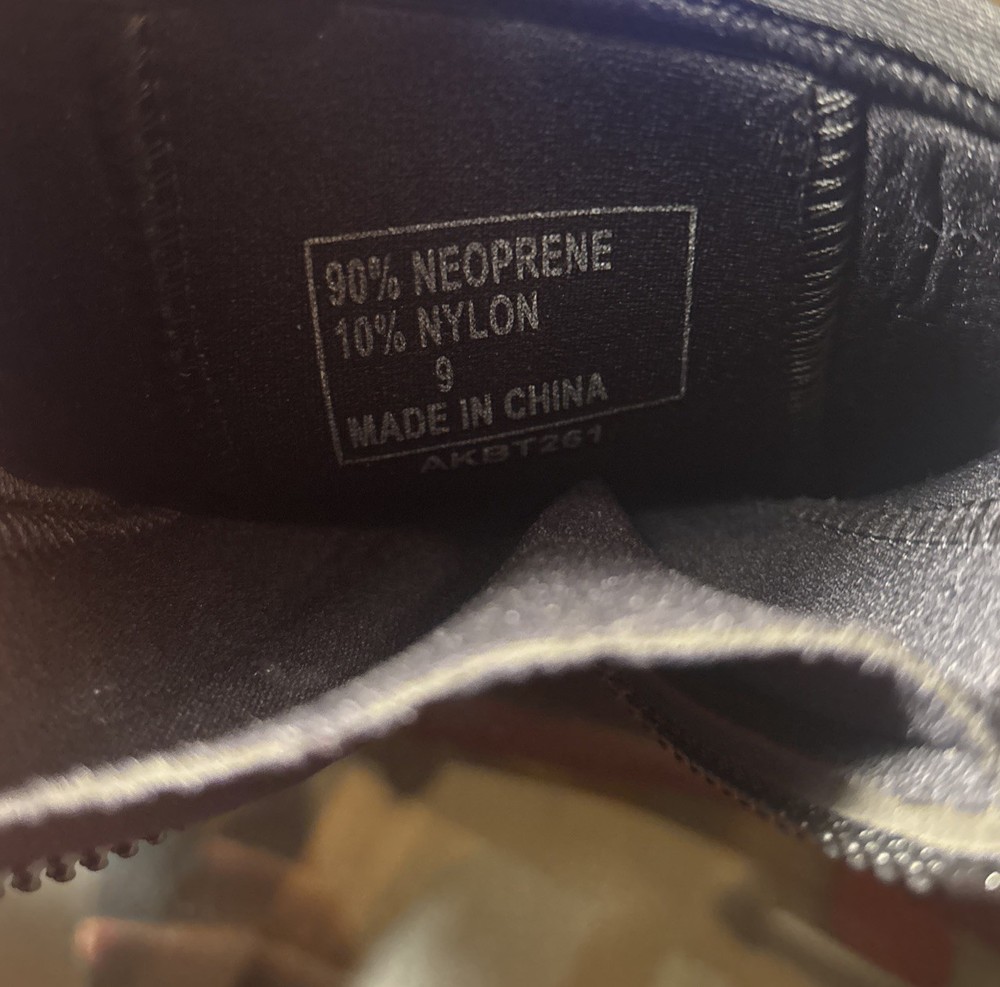 90% NEOPRENE
10% NYLON
9
MADE IN CHINA
AKBT261